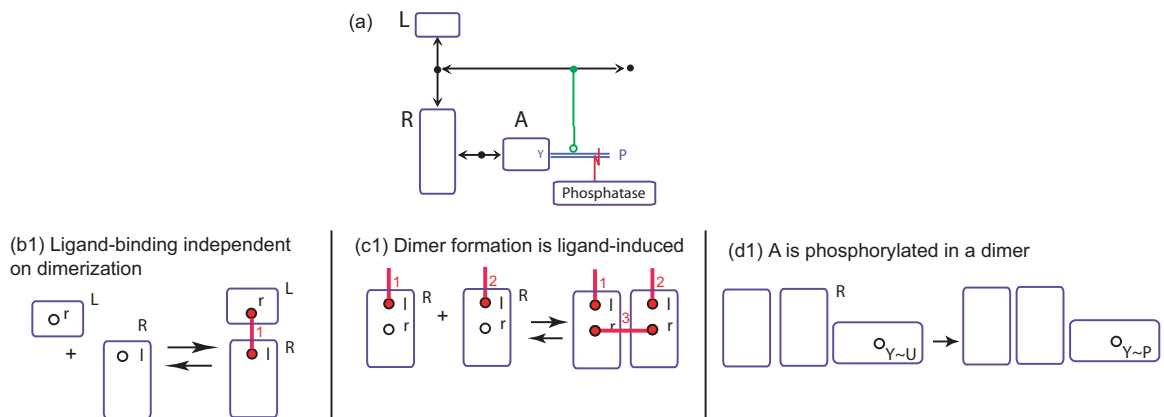 (a)
L
R
A
Y
P
Phosphatase
(b1) Ligand-binding independent
on dimerization
r
L
+
R
l
r
L
1
l
R
(c1) Dimer formation is ligand-induced
1
l
R
r
+
2
l
R
r
1
2
l
l
r
3
r
(d1) A is phosphorylated in a dimer
R
Y~U
Y~P